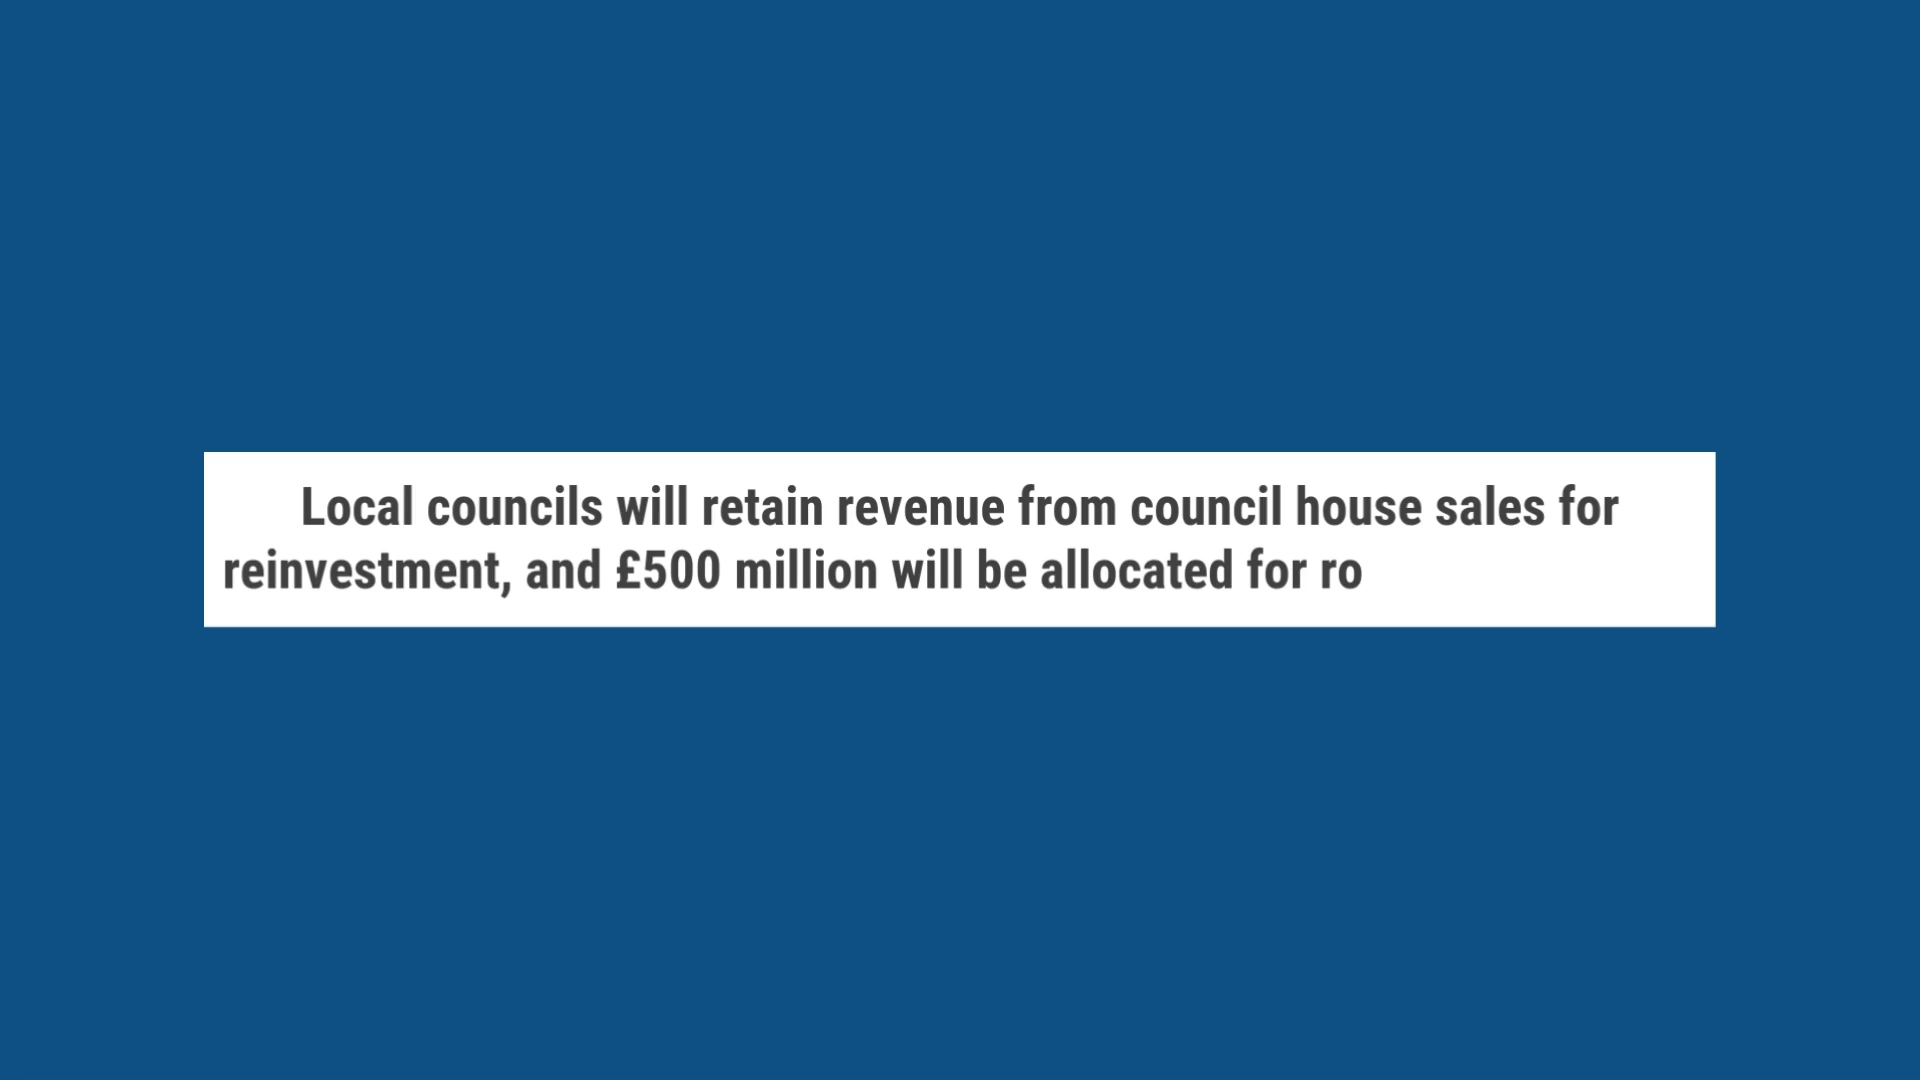 Local councils will retain revenue from council house sales for
reinvestment, and £500 million will be allocated for ro